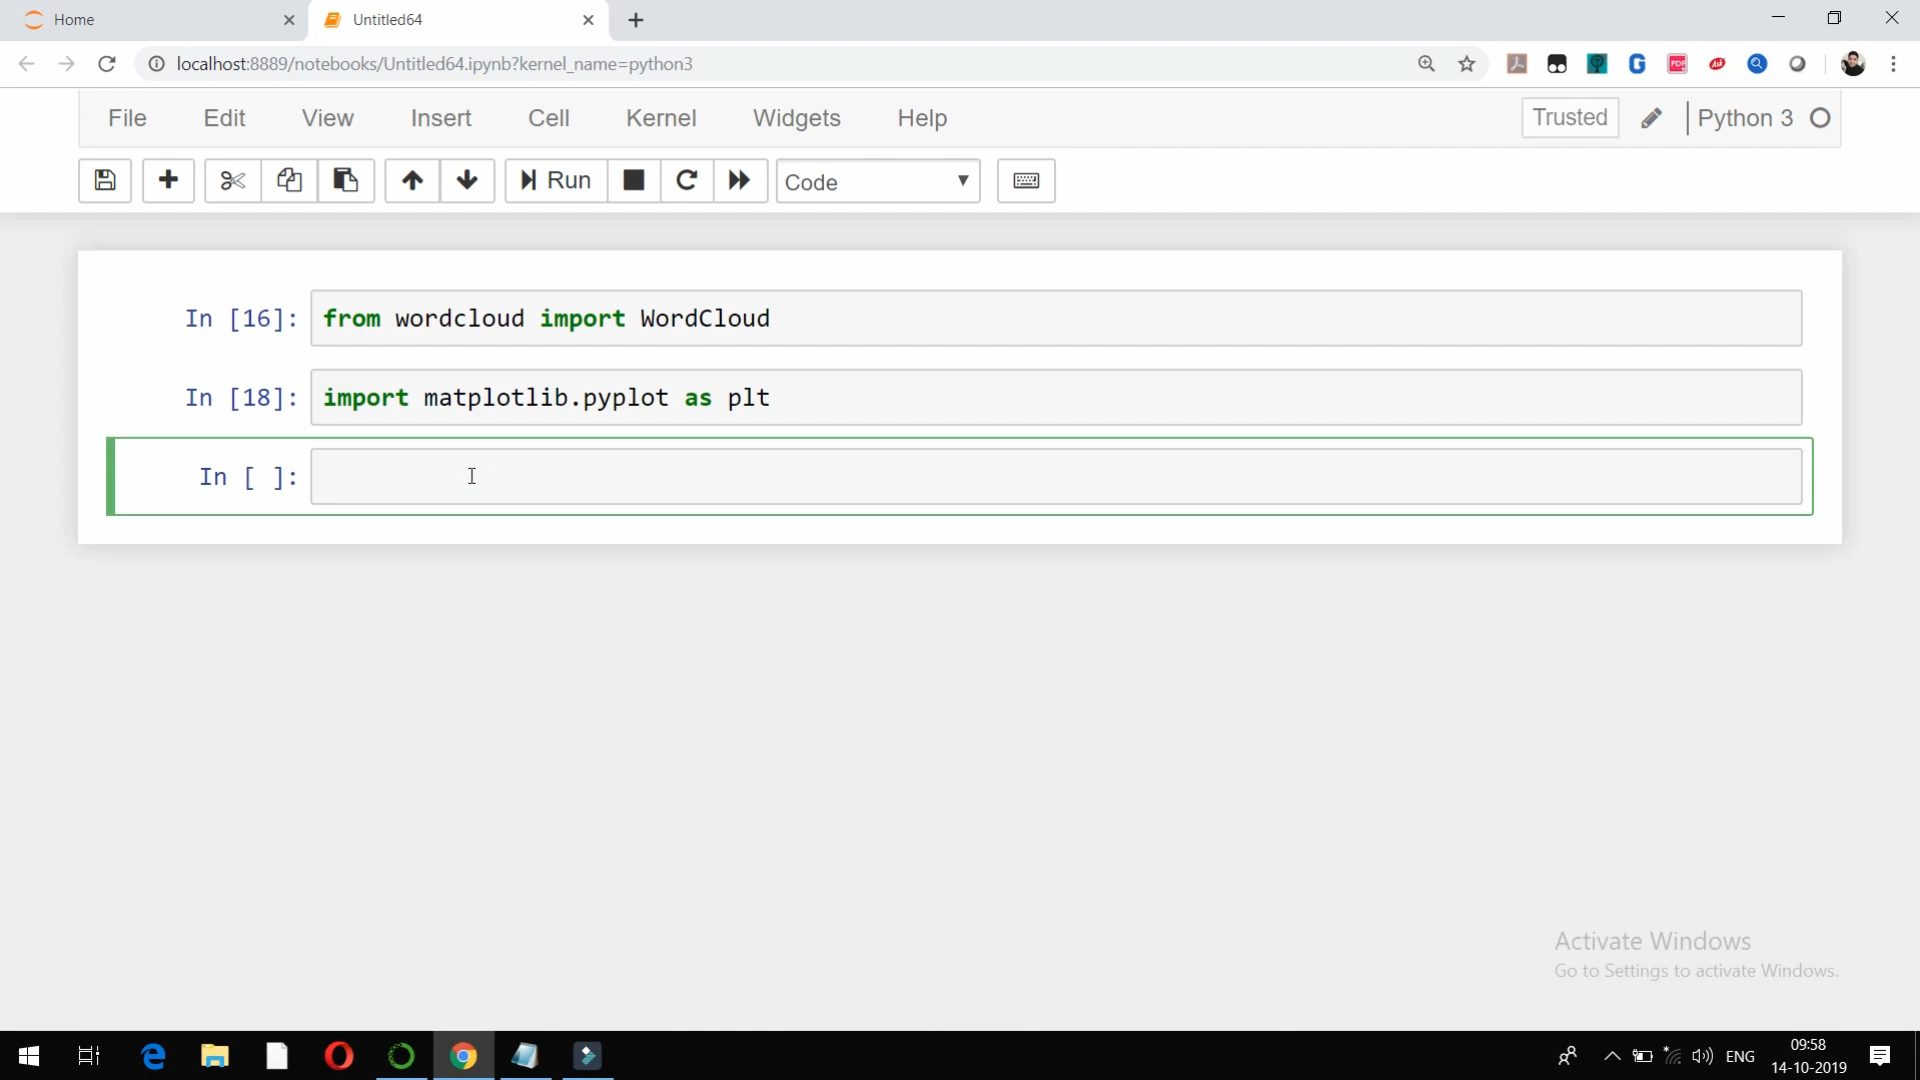 Home
Untitled64
localhost:8889/notebooks/Untitled64.ipynb?kernel_name=python3
File Edit View Insert Cell Kernel Widgets Help Trusted Python 3
Run Code
In [16]: from wordcloud import WordCloud
In [18]: import matplotlib.pyplot as plt
In [ ]:
Activate Windows
Go to Settings to activate Windows.
ENG
09:58
14-10-2019